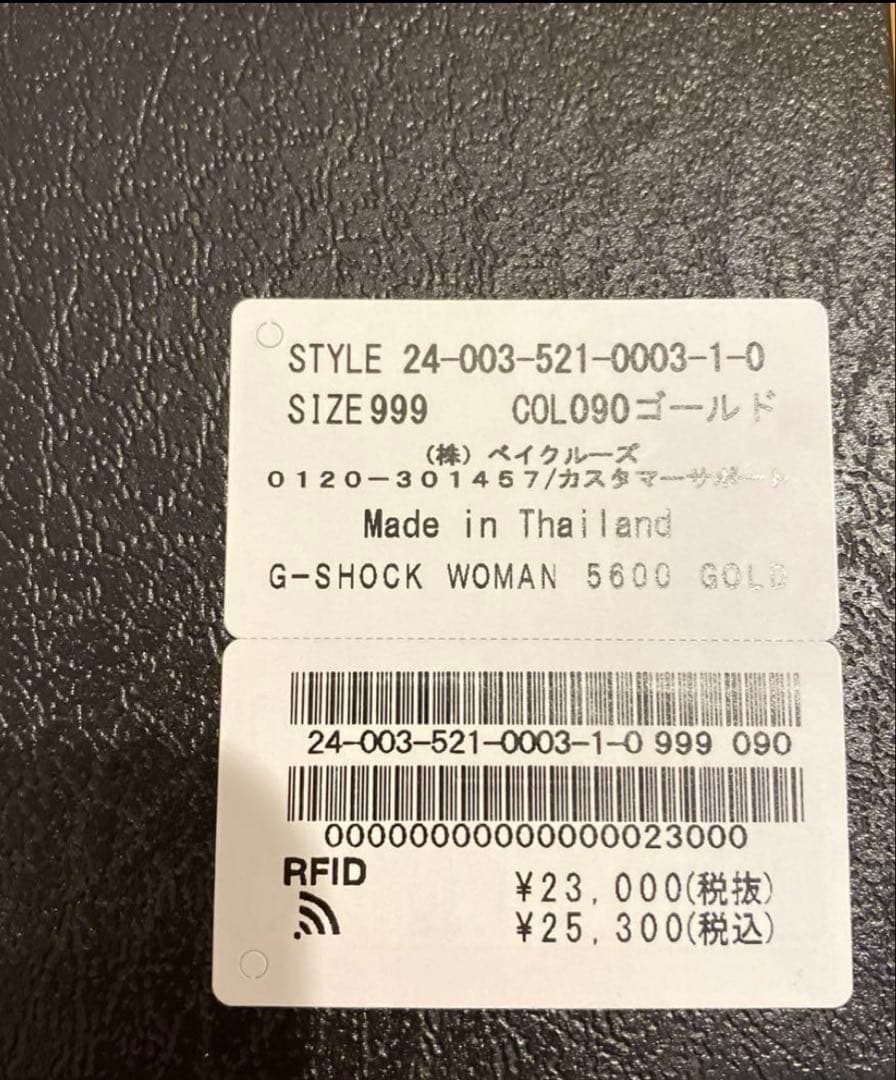 STYLE 24-003-521-0003-1-0
SIZE999 COL090ゴールド
(株) ベイクルーズ
0120-301457/カスタマーサポート
Made in Thailand
G-SHOCK WOMAN 5600 GOLD
24-003-521-0003-1-0 999 090
00000000000000023000
RFID
¥23,000(税抜)
¥25,300(税込)